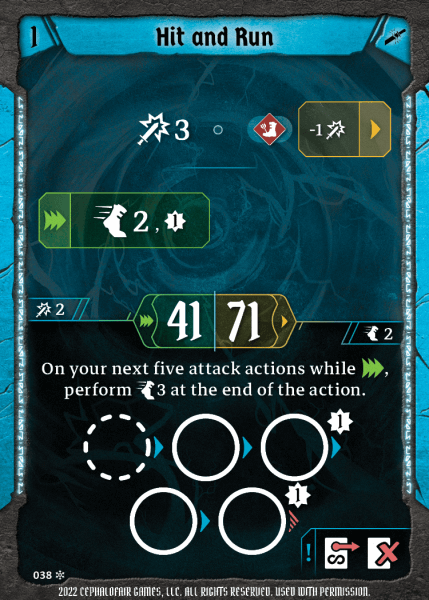 1
Hit and Run
3
-1
2, 1
2
41 71
2
On your next five attack actions while ,
perform 3 at the end of the action.
1
1
! S
038
2022 CEPHALOFAIR GAMES, LLC. ALL RIGHTS RESERVED. USED WITH PERMISSION.